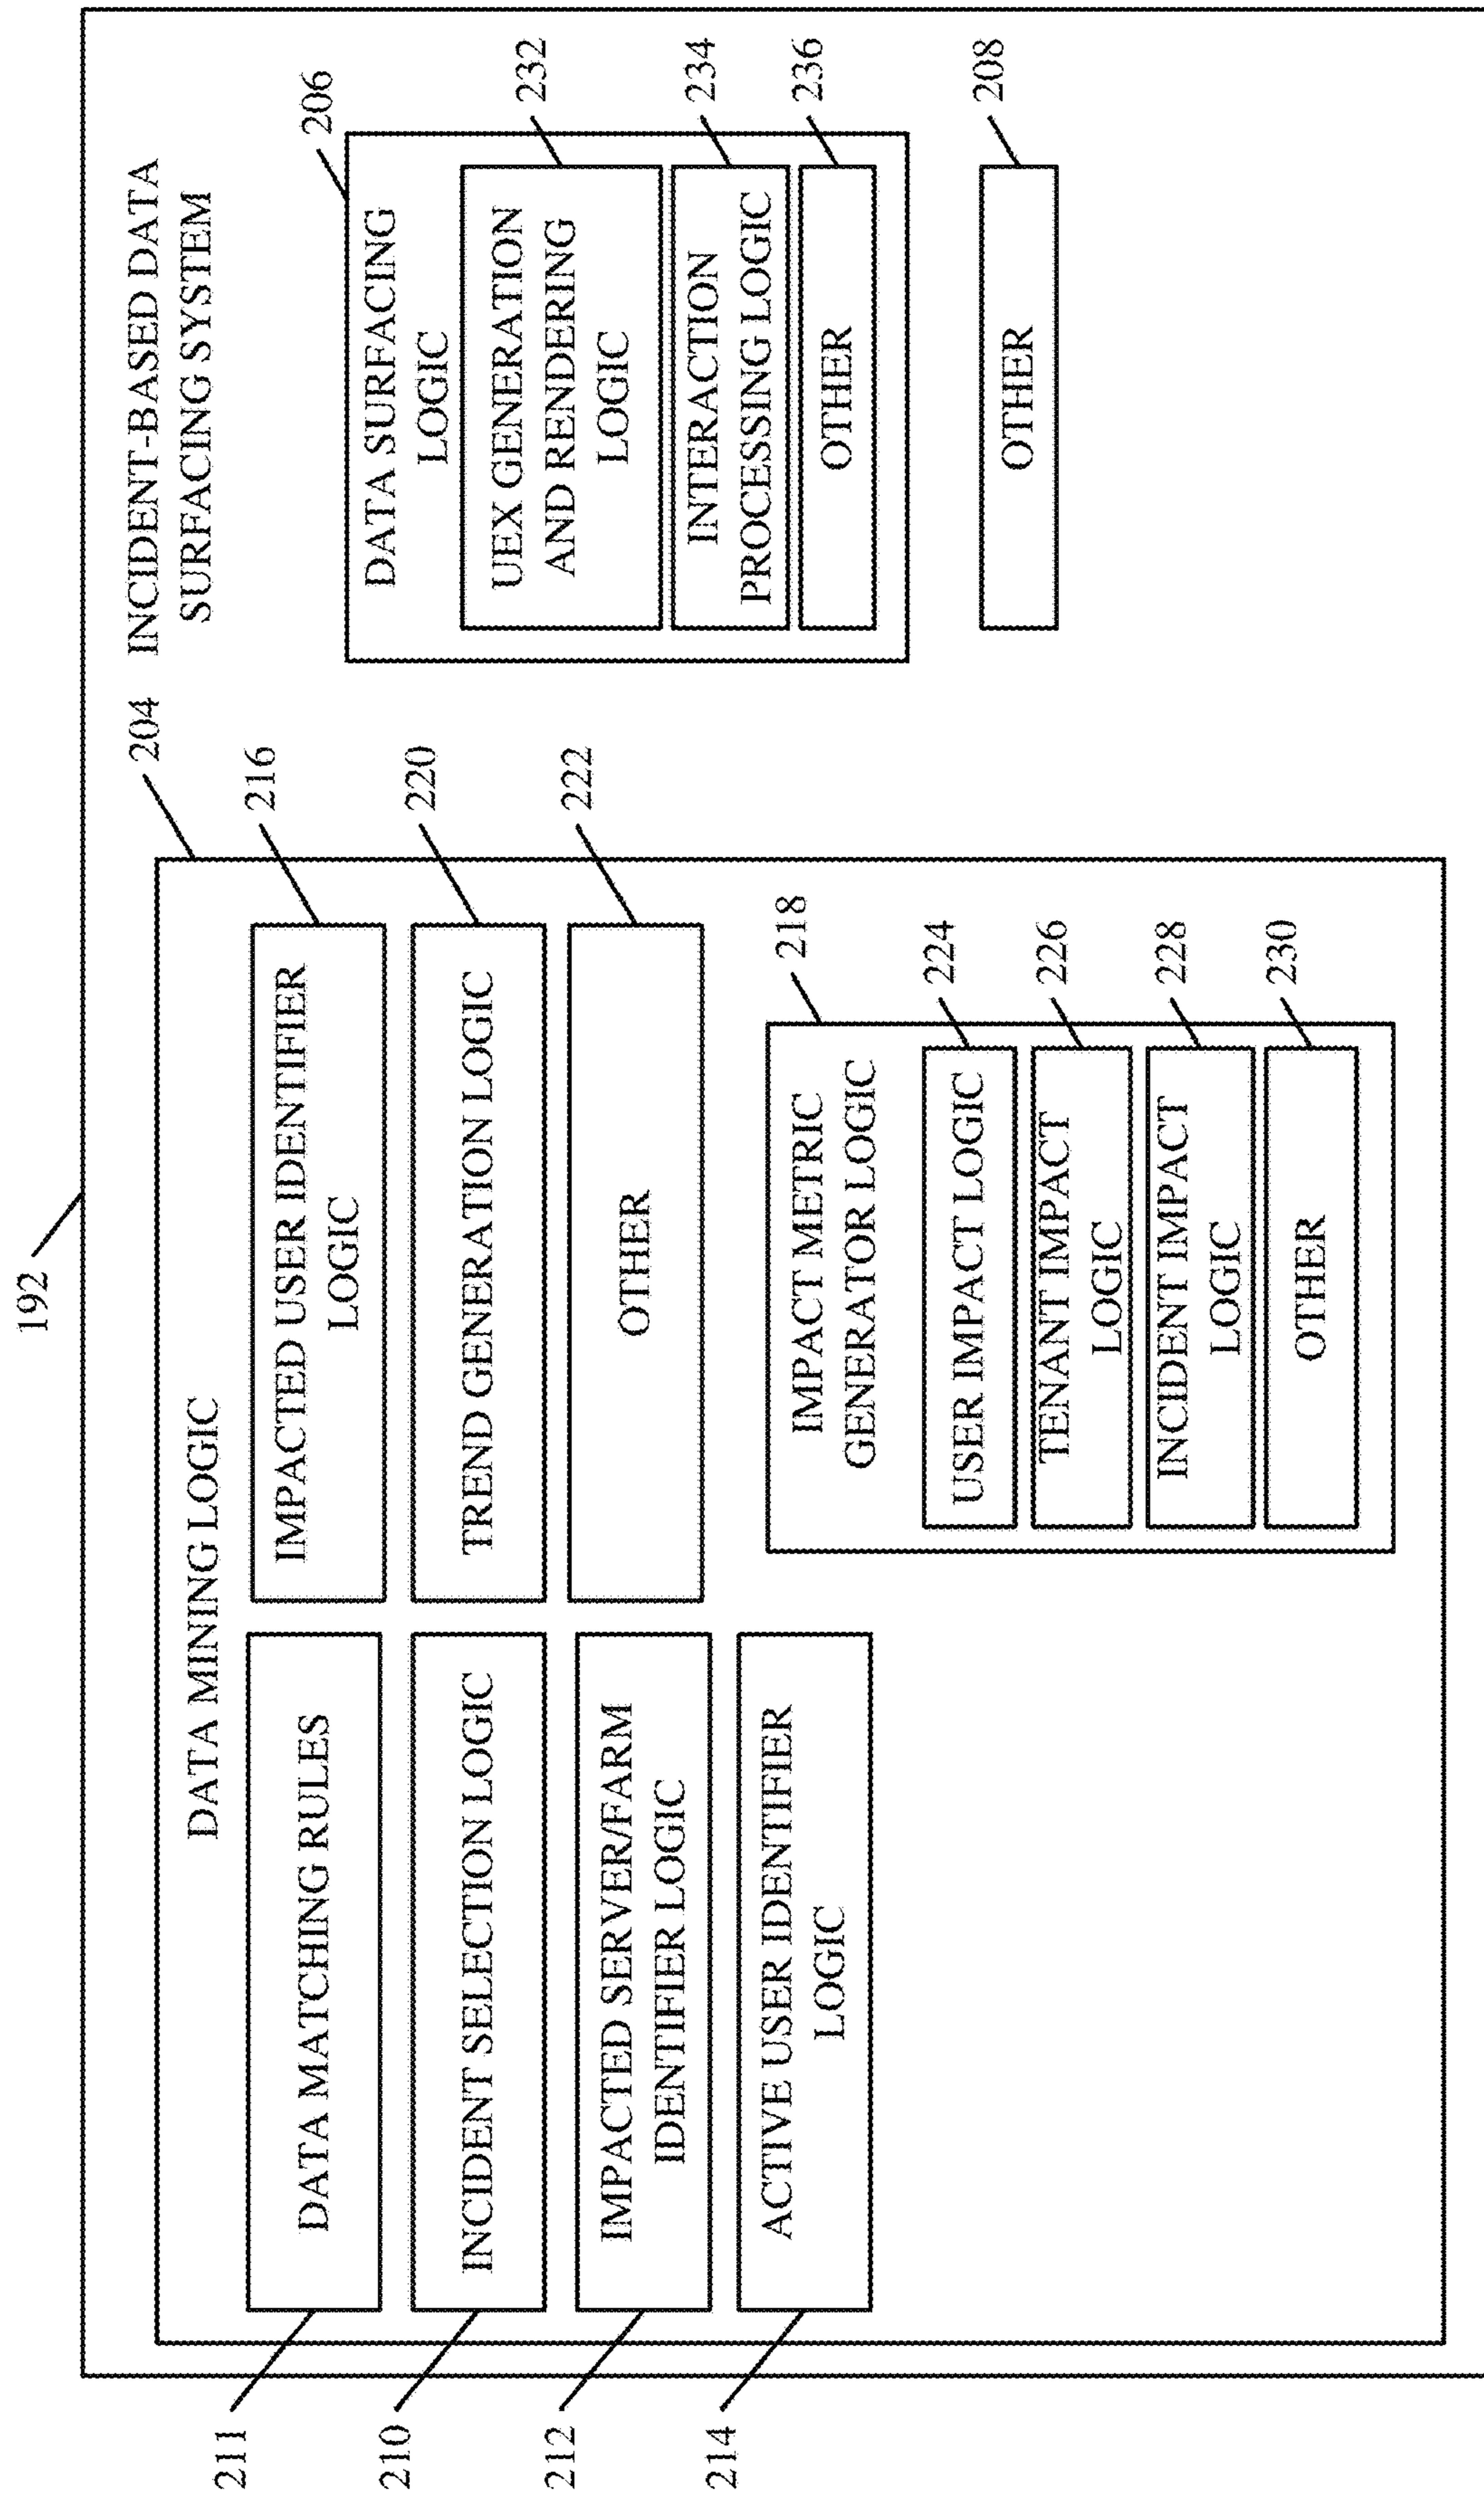 192
INCIDENT-BASED DATA
SURFACING SYSTEM
204
DATA MINING LOGIC
211
DATA MATCHING RULES
210
INCIDENT SELECTION LOGIC
212
IMPACTED SERVER/FARM
IDENTIFIER LOGIC
214
ACTIVE USER IDENTIFIER
LOGIC
216
IMPACTED USER IDENTIFIER
LOGIC
220
TREND GENERATION LOGIC
222
OTHER
218
IMPACT METRIC
GENERATOR LOGIC
224
USER IMPACT LOGIC
226
TENANT IMPACT
LOGIC
228
INCIDENT IMPACT
LOGIC
230
OTHER
206
DATA SURFACING
LOGIC
232
UEX GENERATION
AND RENDERING
LOGIC
234
INTERACTION
PROCESSING LOGIC
236
OTHER
208
OTHER